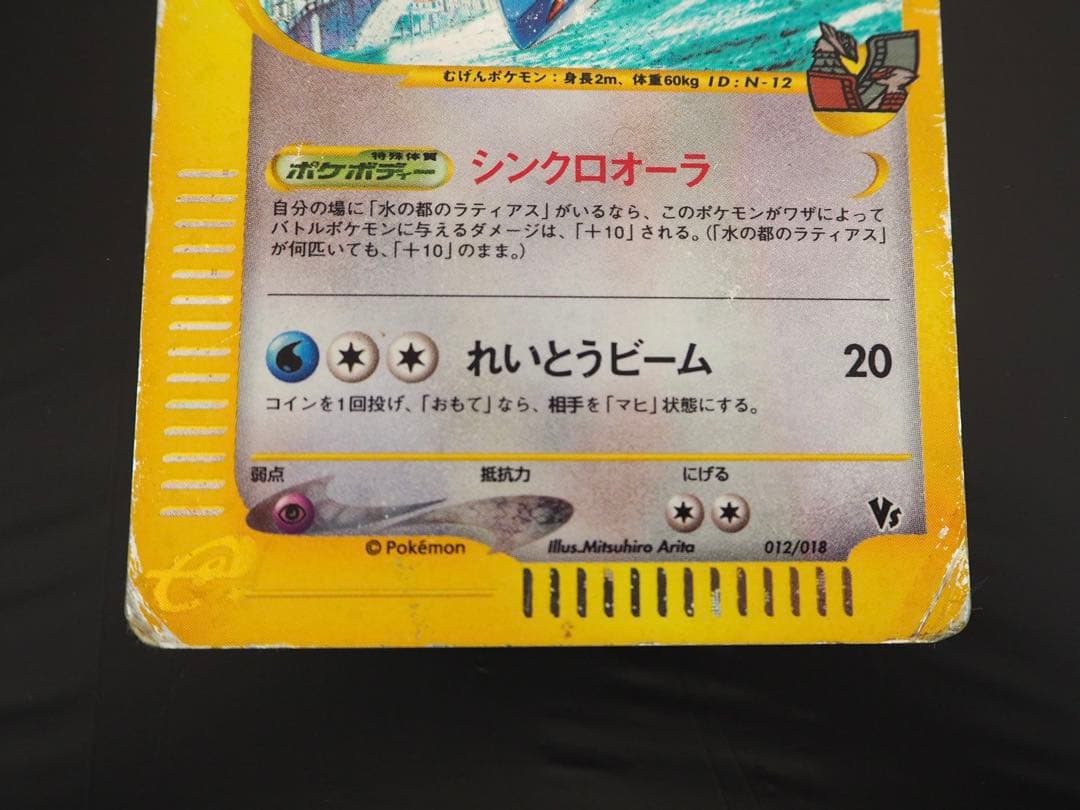 むげんポケモン：身長2m、体重60kg ID：N-12
特殊体質
ポケボディー シンクロオーラ
自分の場に「水の都のラティアス」がいるなら、このポケモンがワザによって
バトルポケモンに与えるダメージは、「＋10」される。（「水の都のラティアス」
が何匹いても、「＋10」のまま。）
れいとうビーム 20
コインを1回投げ、「おもて」なら、相手を「マヒ」状態にする。
弱点 抵抗力 にげる
Vs
© Pokémon Illus. Mitsuhiro Arita 012/018
e